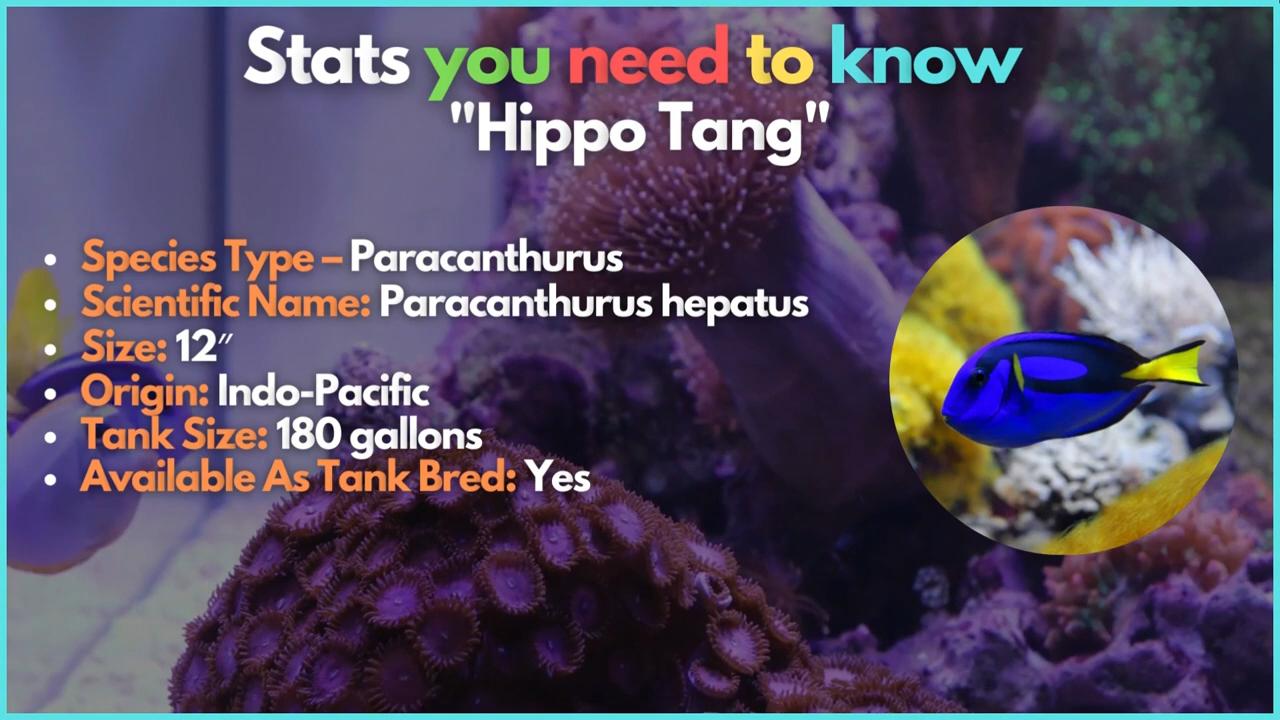 Stats you need to know
"Hippo Tang"
• Species Type – Paracanthurus
• Scientific Name: Paracanthurus hepatus
• Size: 12″
• Origin: Indo-Pacific
• Tank Size: 180 gallons
• Available As Tank Bred: Yes